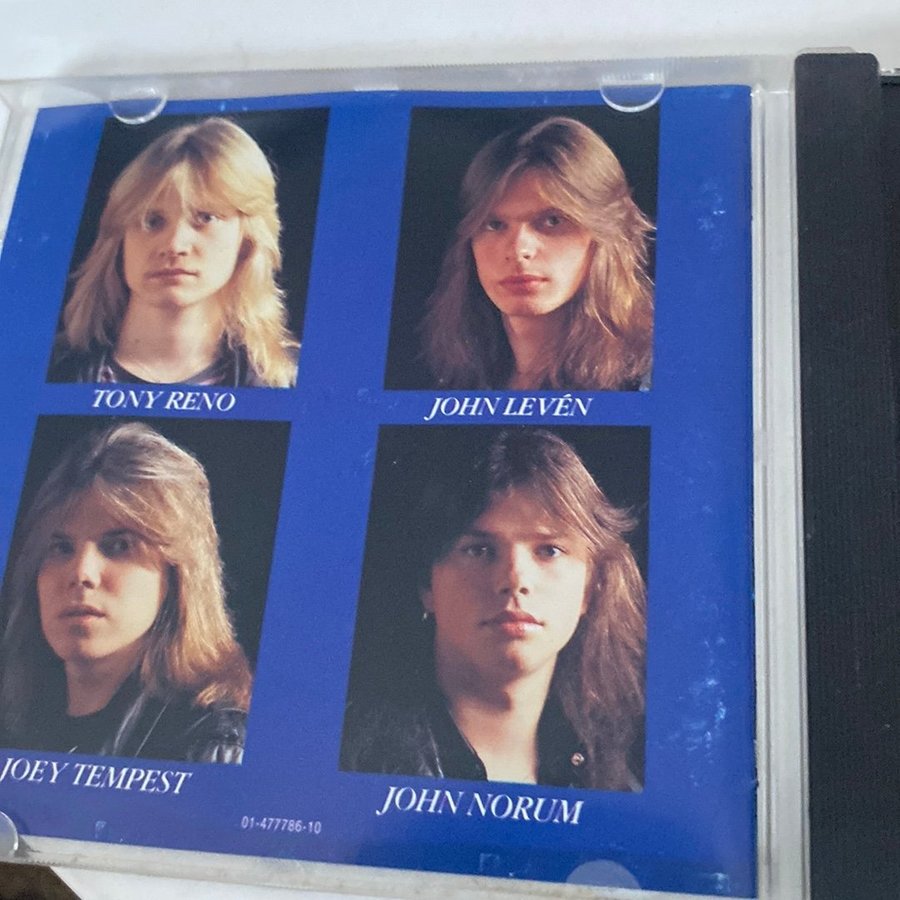 TONY RENO
JOHN LEVÉN
JOEY TEMPEST
JOHN NORUM
01-477786-10